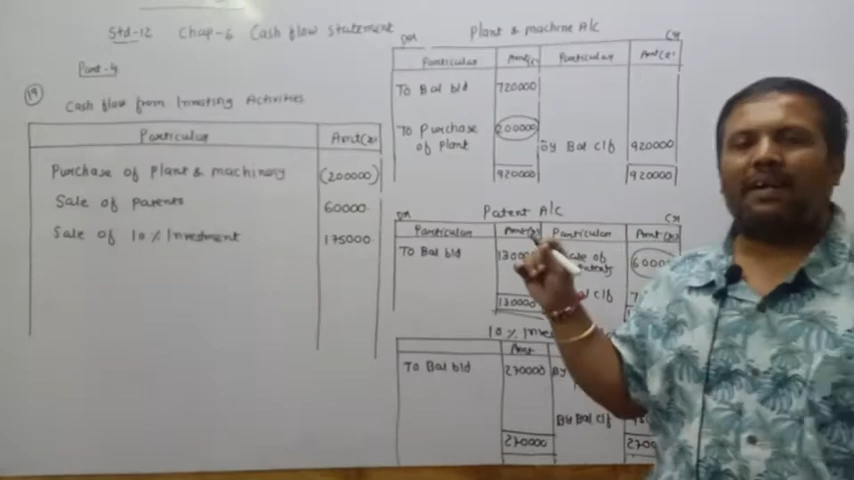 Std-12 Chap-6 Cash flow Statement
Part-4
19
Cash flow from Investing Activities
Particular Amt(₹)
Purchase of Plant & machinery (200000)
Sale of Patents 60000
Sale of 10% Investment 175000
Plant & machine A/c
Dr Cr
Particular Amt(₹) Particular Amt(₹)
To Bal b/d 720000
To Purchase 200000
of Plant By Bal c/f 920000
920000 920000
Patent A/c
Dr Cr
Particular Amt(₹) Particular Amt(₹)
To Bal b/d of
130000
10%
Amt
To Bal b/d 270000 By
By Bal c/f
270000